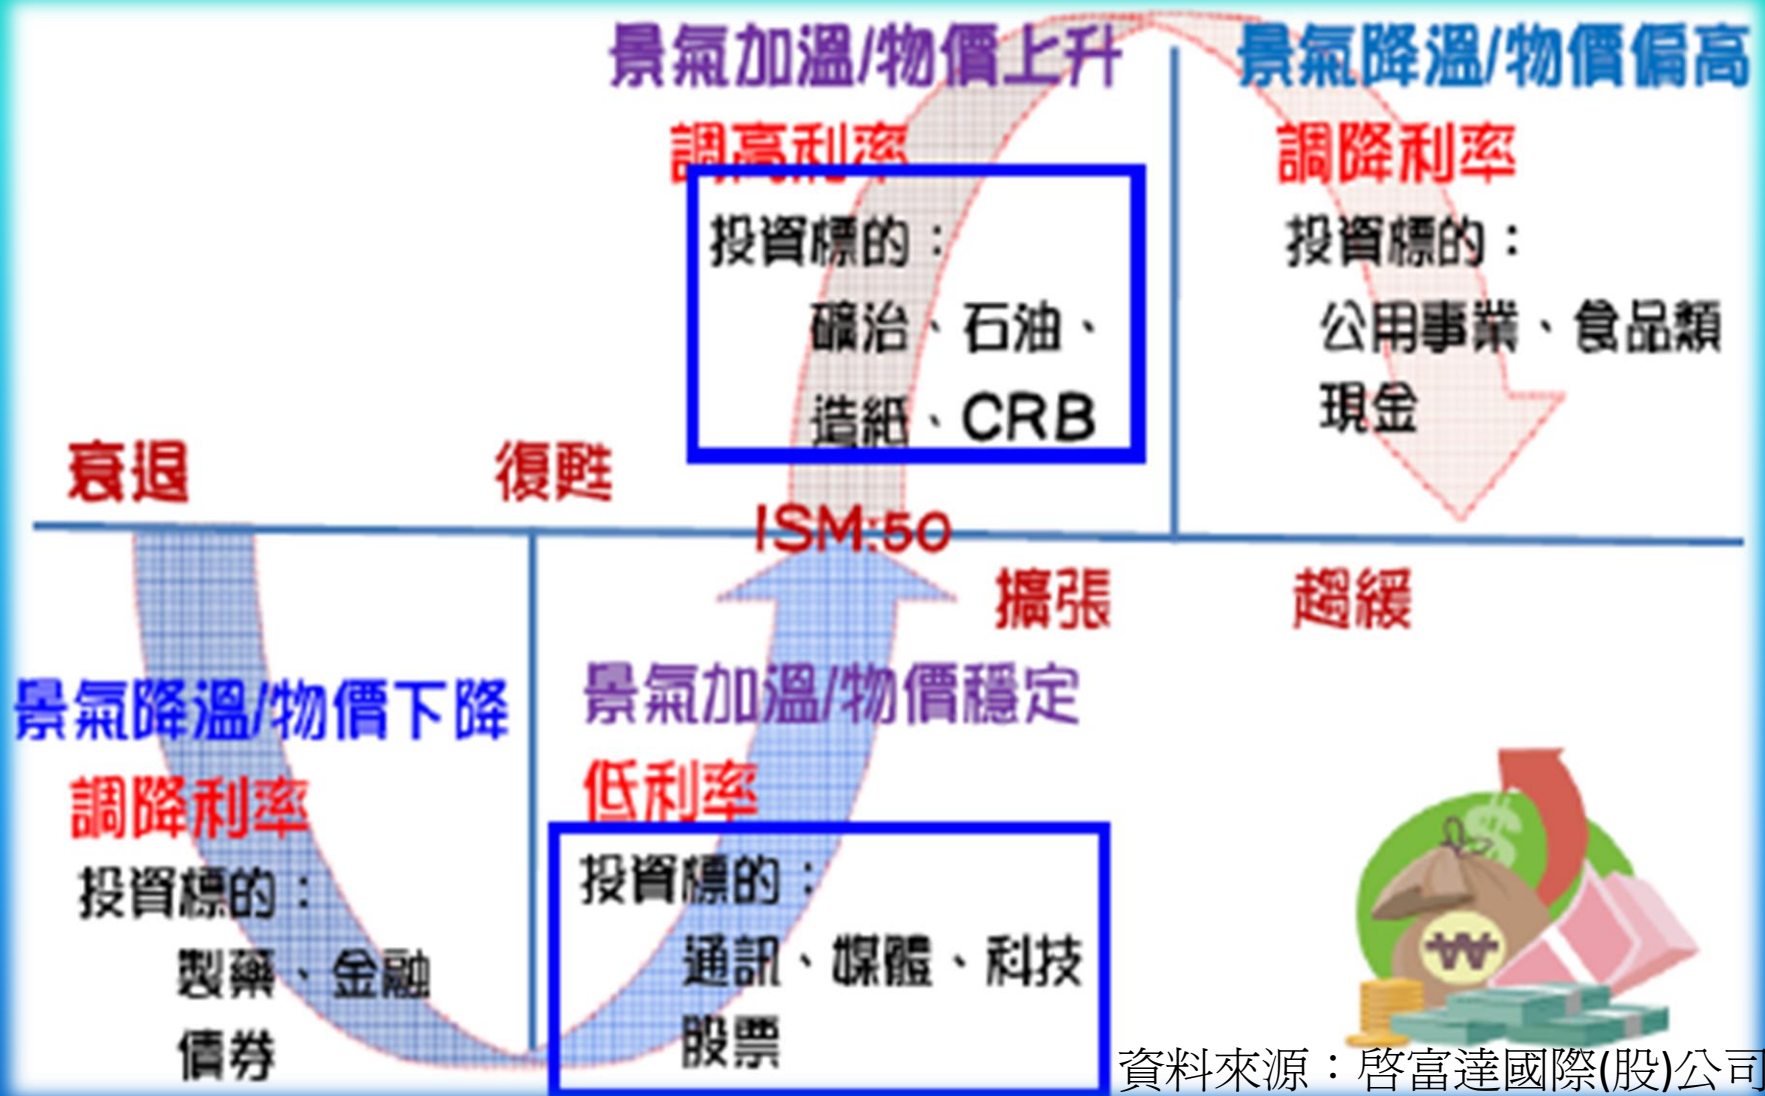 景氣加溫/物價上升
調高利率
投資標的：
礦治、石油、
造紙、CRB
景氣降溫/物價偏高
調降利率
投資標的：
公用事業、食品類
現金
衰退
復甦
ISM:50
擴張
趨緩
景氣降溫/物價下降
調降利率
投資標的：
製藥、金融
債券
景氣加溫/物價穩定
低利率
投資標的：
通訊、媒體、科技
股票
$
₩
資料來源：啓富達國際(股)公司